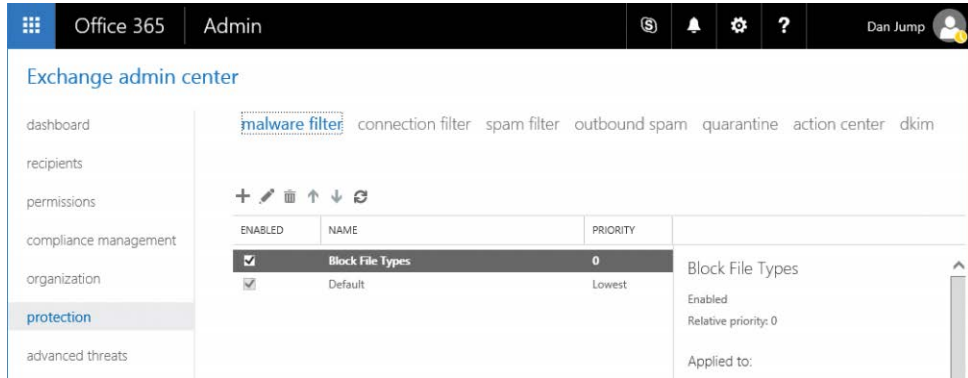 Office 365 Admin Dan Jump
Exchange admin center
dashboard
recipients
permissions
compliance management
organization
protection
advanced threats
malware filter connection filter spam filter outbound spam quarantine action center dkim
ENABLED NAME PRIORITY
Block File Types 0
Default Lowest
Block File Types
Enabled
Relative priority: 0
Applied to: